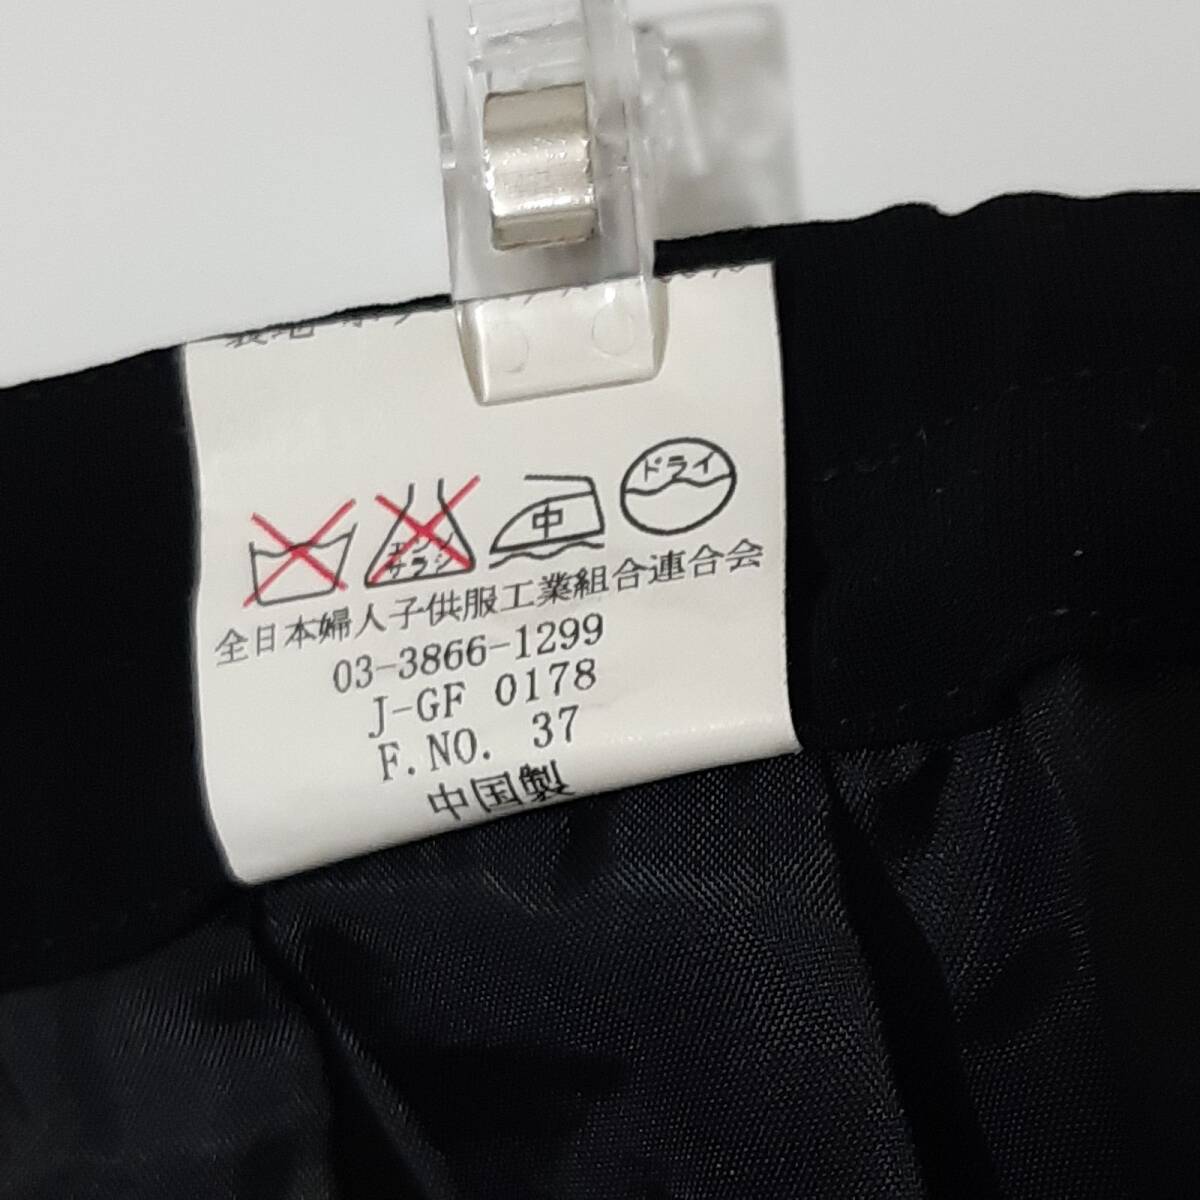 エンソ
サラシ
中
ドライ
全日本婦人子供服工業組合連合会
03-3866-1299
J-GF 0178
F.NO. 37
中国製